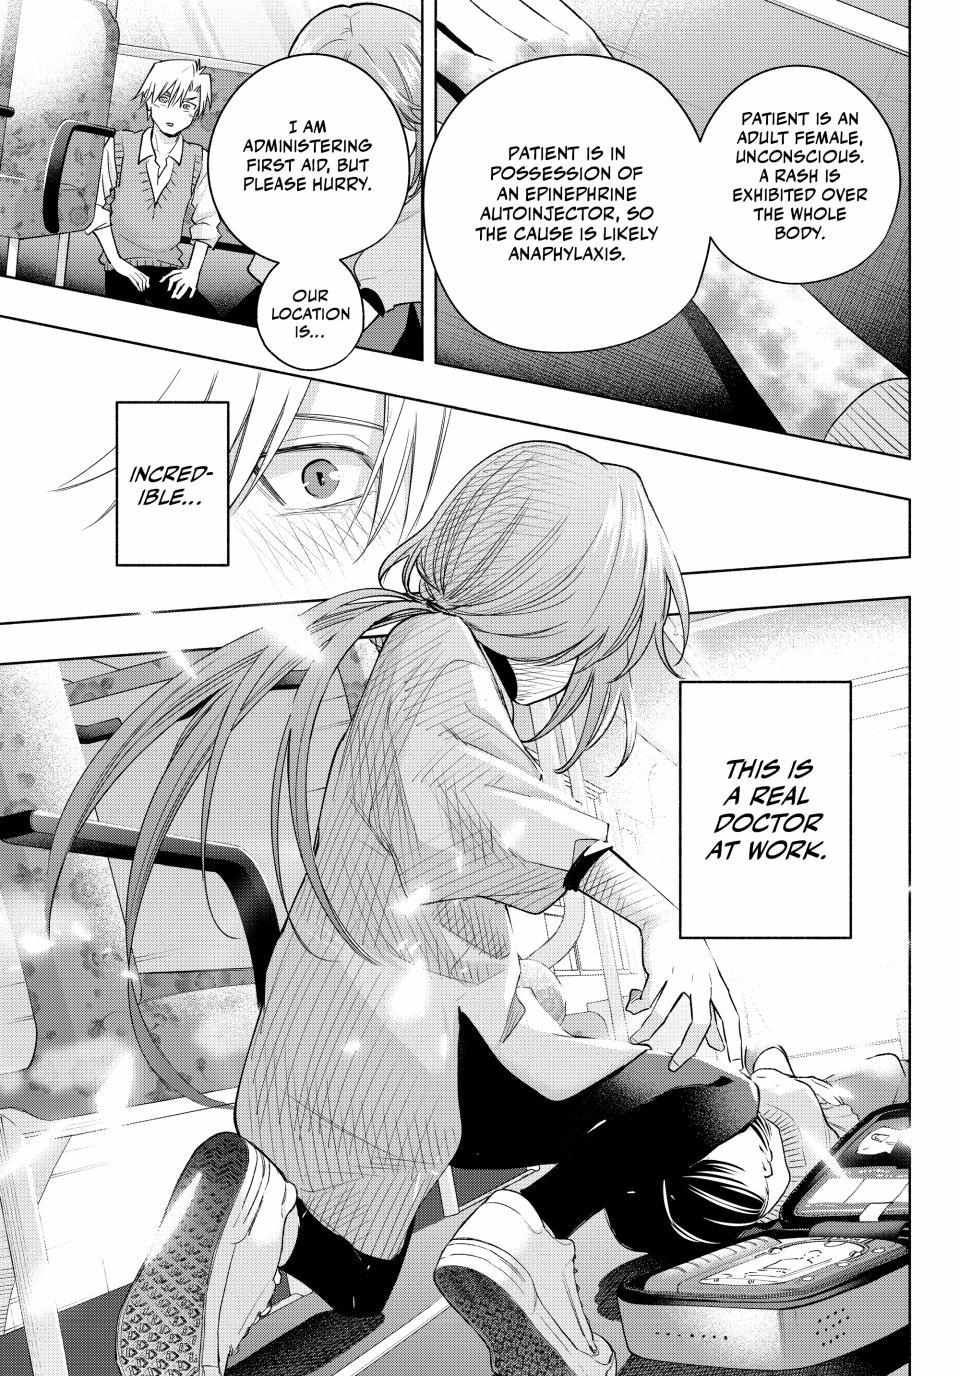 PATIENT IS AN
ADULT FEMALE,
UNCONSCIOUS.
A RASH IS
EXHIBITED OVER
THE WHOLE
BODY.
PATIENT IS IN
POSSESSION OF
AN EPINEPHRINE
AUTOINJECTOR, SO
THE CAUSE IS LIKELY
ANAPHYLAXIS.
I AM
ADMINISTERING
FIRST AID, BUT
PLEASE HURRY.
OUR
LOCATION
IS...
INCRED-
IBLE...
THIS IS
A REAL
DOCTOR
AT WORK.